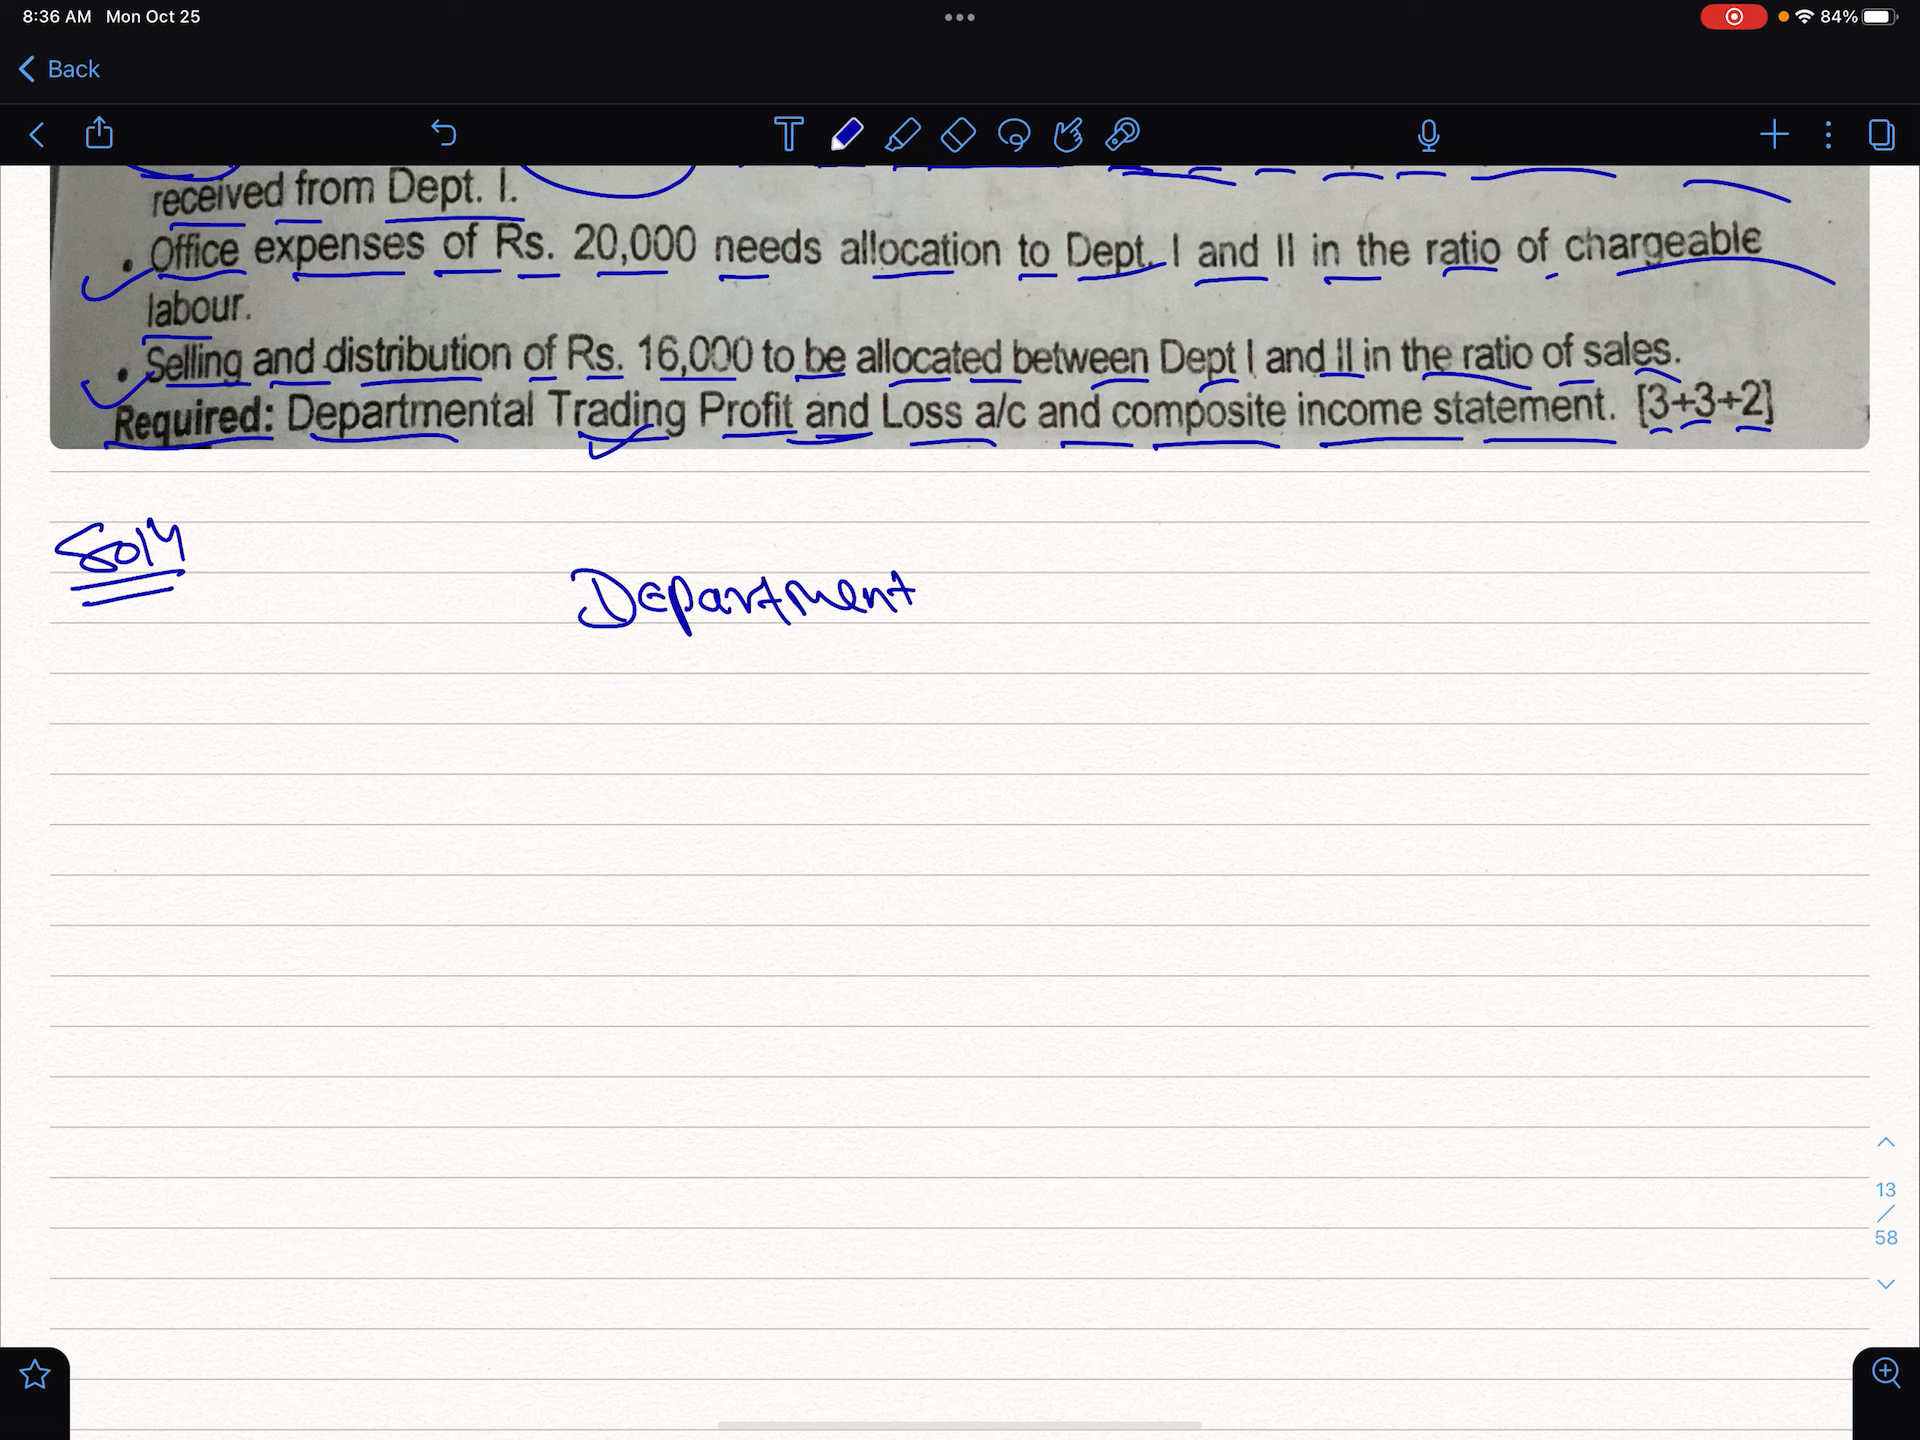 8:36 AM Mon Oct 25
84%
Back
received from Dept. I.
• Office expenses of Rs. 20,000 needs allocation to Dept. I and II in the ratio of chargeable
labour.
• Selling and distribution of Rs. 16,000 to be allocated between Dept I and II in the ratio of sales.
Required: Departmental Trading Profit and Loss a/c and composite income statement. [3+3+2]
Soln
Department
13
/
58